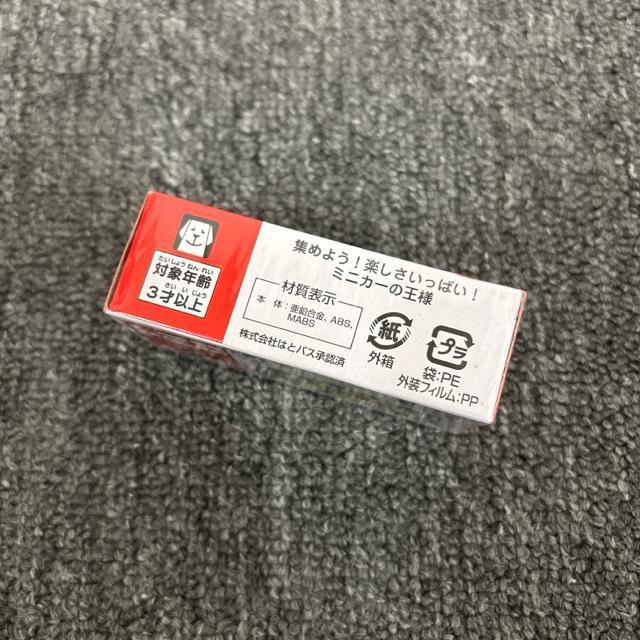 たいしょうねんれい
対象年齢
さいいじょう
3才以上
集めよう！楽しさいっぱい！
ミニカーの王様
材質表示
本 体：亜鉛合金、ABS、
MABS
株式会社はとバス承認済
紙
外箱
プラ
袋:PE
外装フィルム:PP